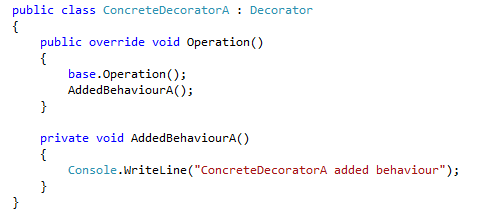 public class ConcreteDecoratorA : Decorator
{
    public override void Operation()
    {
        base.Operation();
        AddedBehaviourA();
    }

    private void AddedBehaviourA()
    {
        Console.WriteLine("ConcreteDecoratorA added behaviour");
    }
}